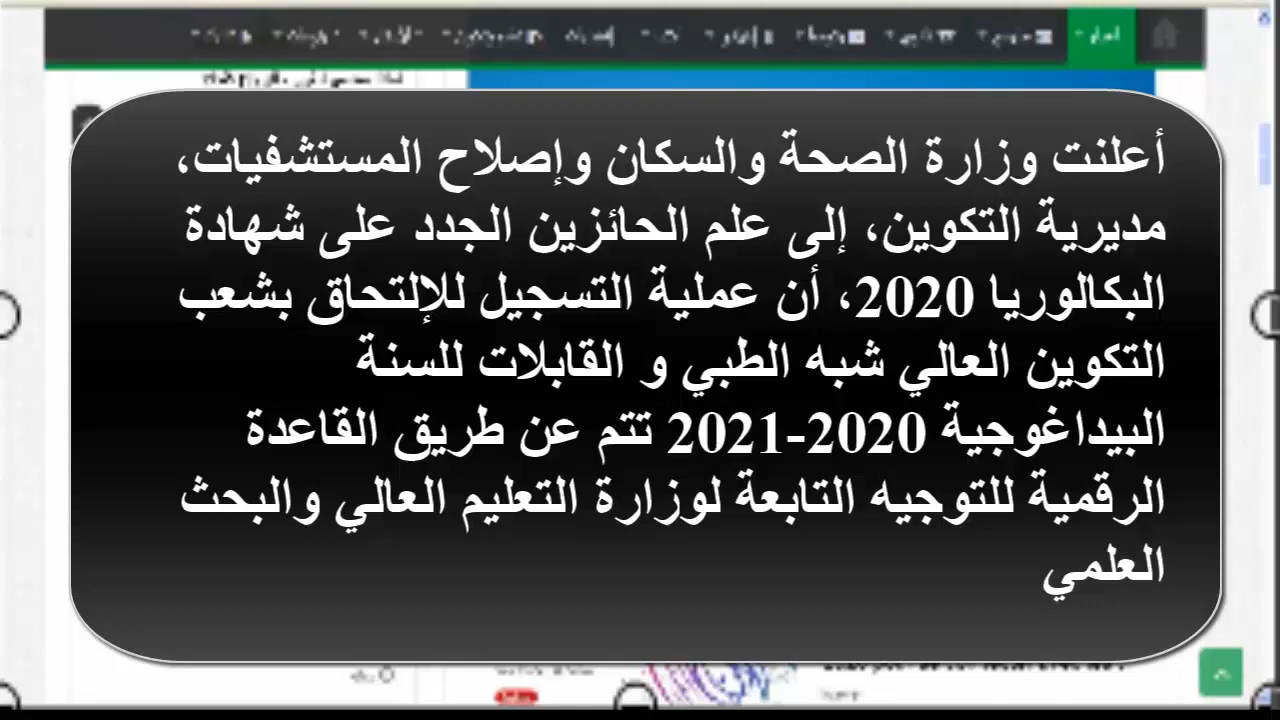 أعلنت وزارة الصحة والسكان وإصلاح المستشفيات،
مديرية التكوين، إلى علم الحائزين الجدد على شهادة
البكالوريا 2020، أن عملية التسجيل للإلتحاق بشعب
التكوين العالي شبه الطبي و القابلات للسنة
البيداغوجية 2020-2021 تتم عن طريق القاعدة
الرقمية للتوجيه التابعة لوزارة التعليم العالي والبحث
العلمي